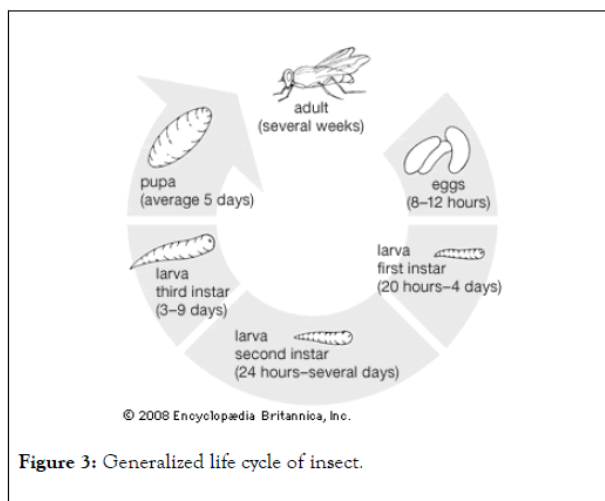 adult
(several weeks)
eggs
(8–12 hours)
larva
first instar
(20 hours–4 days)
larva
second instar
(24 hours–several days)
larva
third instar
(3–9 days)
pupa
(average 5 days)
© 2008 Encyclopædia Britannica, Inc.
Figure 3: Generalized life cycle of insect.